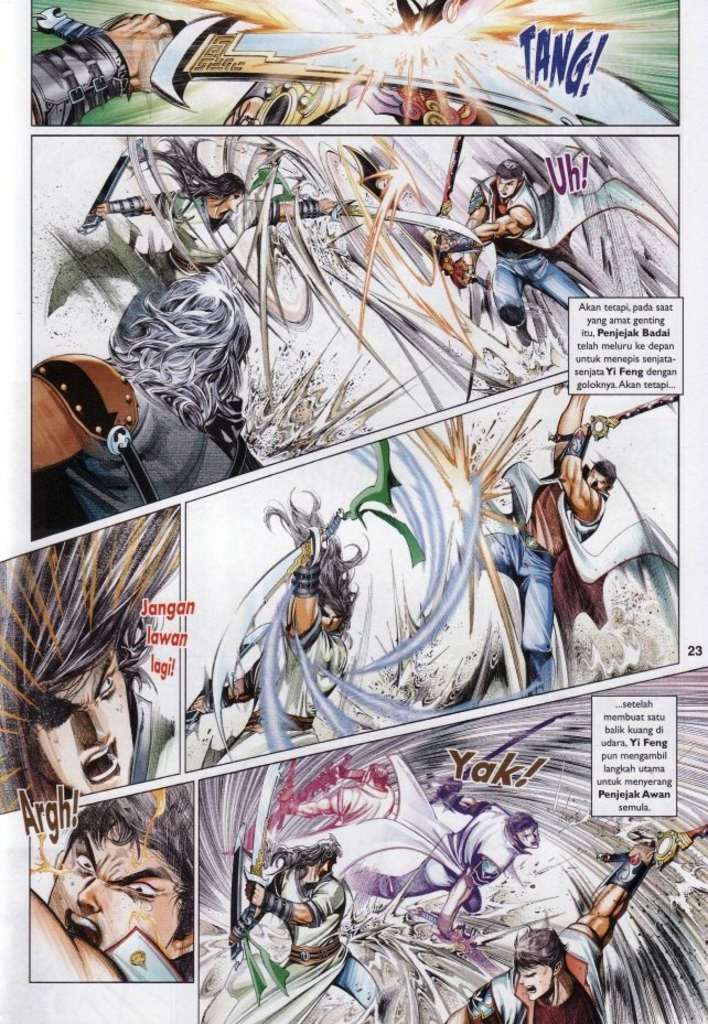 TANG!
Uh!
Akan tetapi, pada saat
yang amat genting
itu, Penjejak Badai
telah meluru ke depan
untuk menepis senjata-
senjata Yi Feng dengan
goloknya. Akan tetapi...
Jangan
lawan
lagi!
23
...setelah
membuat satu
balik kuang di
udara, Yi Feng
pun mengambil
langkah utama
untuk menyerang
Penjejak Awan
semula.
Yak!
Argh!